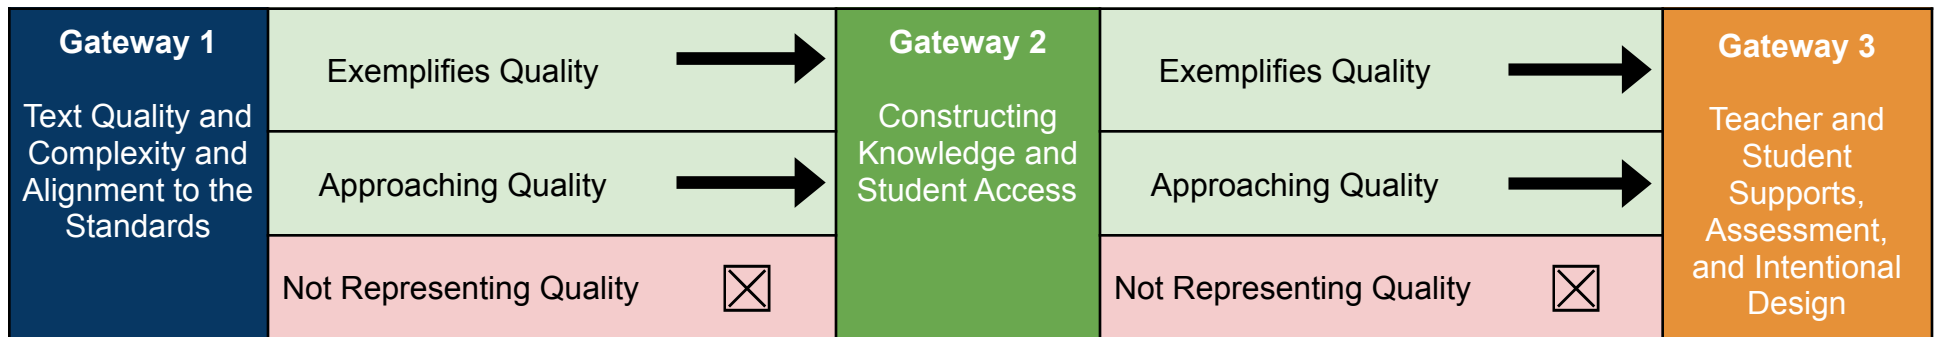 Gateway 1
Text Quality and
Complexity and
Alignment to the
Standards
Exemplifies Quality
Approaching Quality
Not Representing Quality
Gateway 2
Constructing
Knowledge and
Student Access
Exemplifies Quality
Approaching Quality
Not Representing Quality
Gateway 3
Teacher and
Student
Supports,
Assessment,
and Intentional
Design